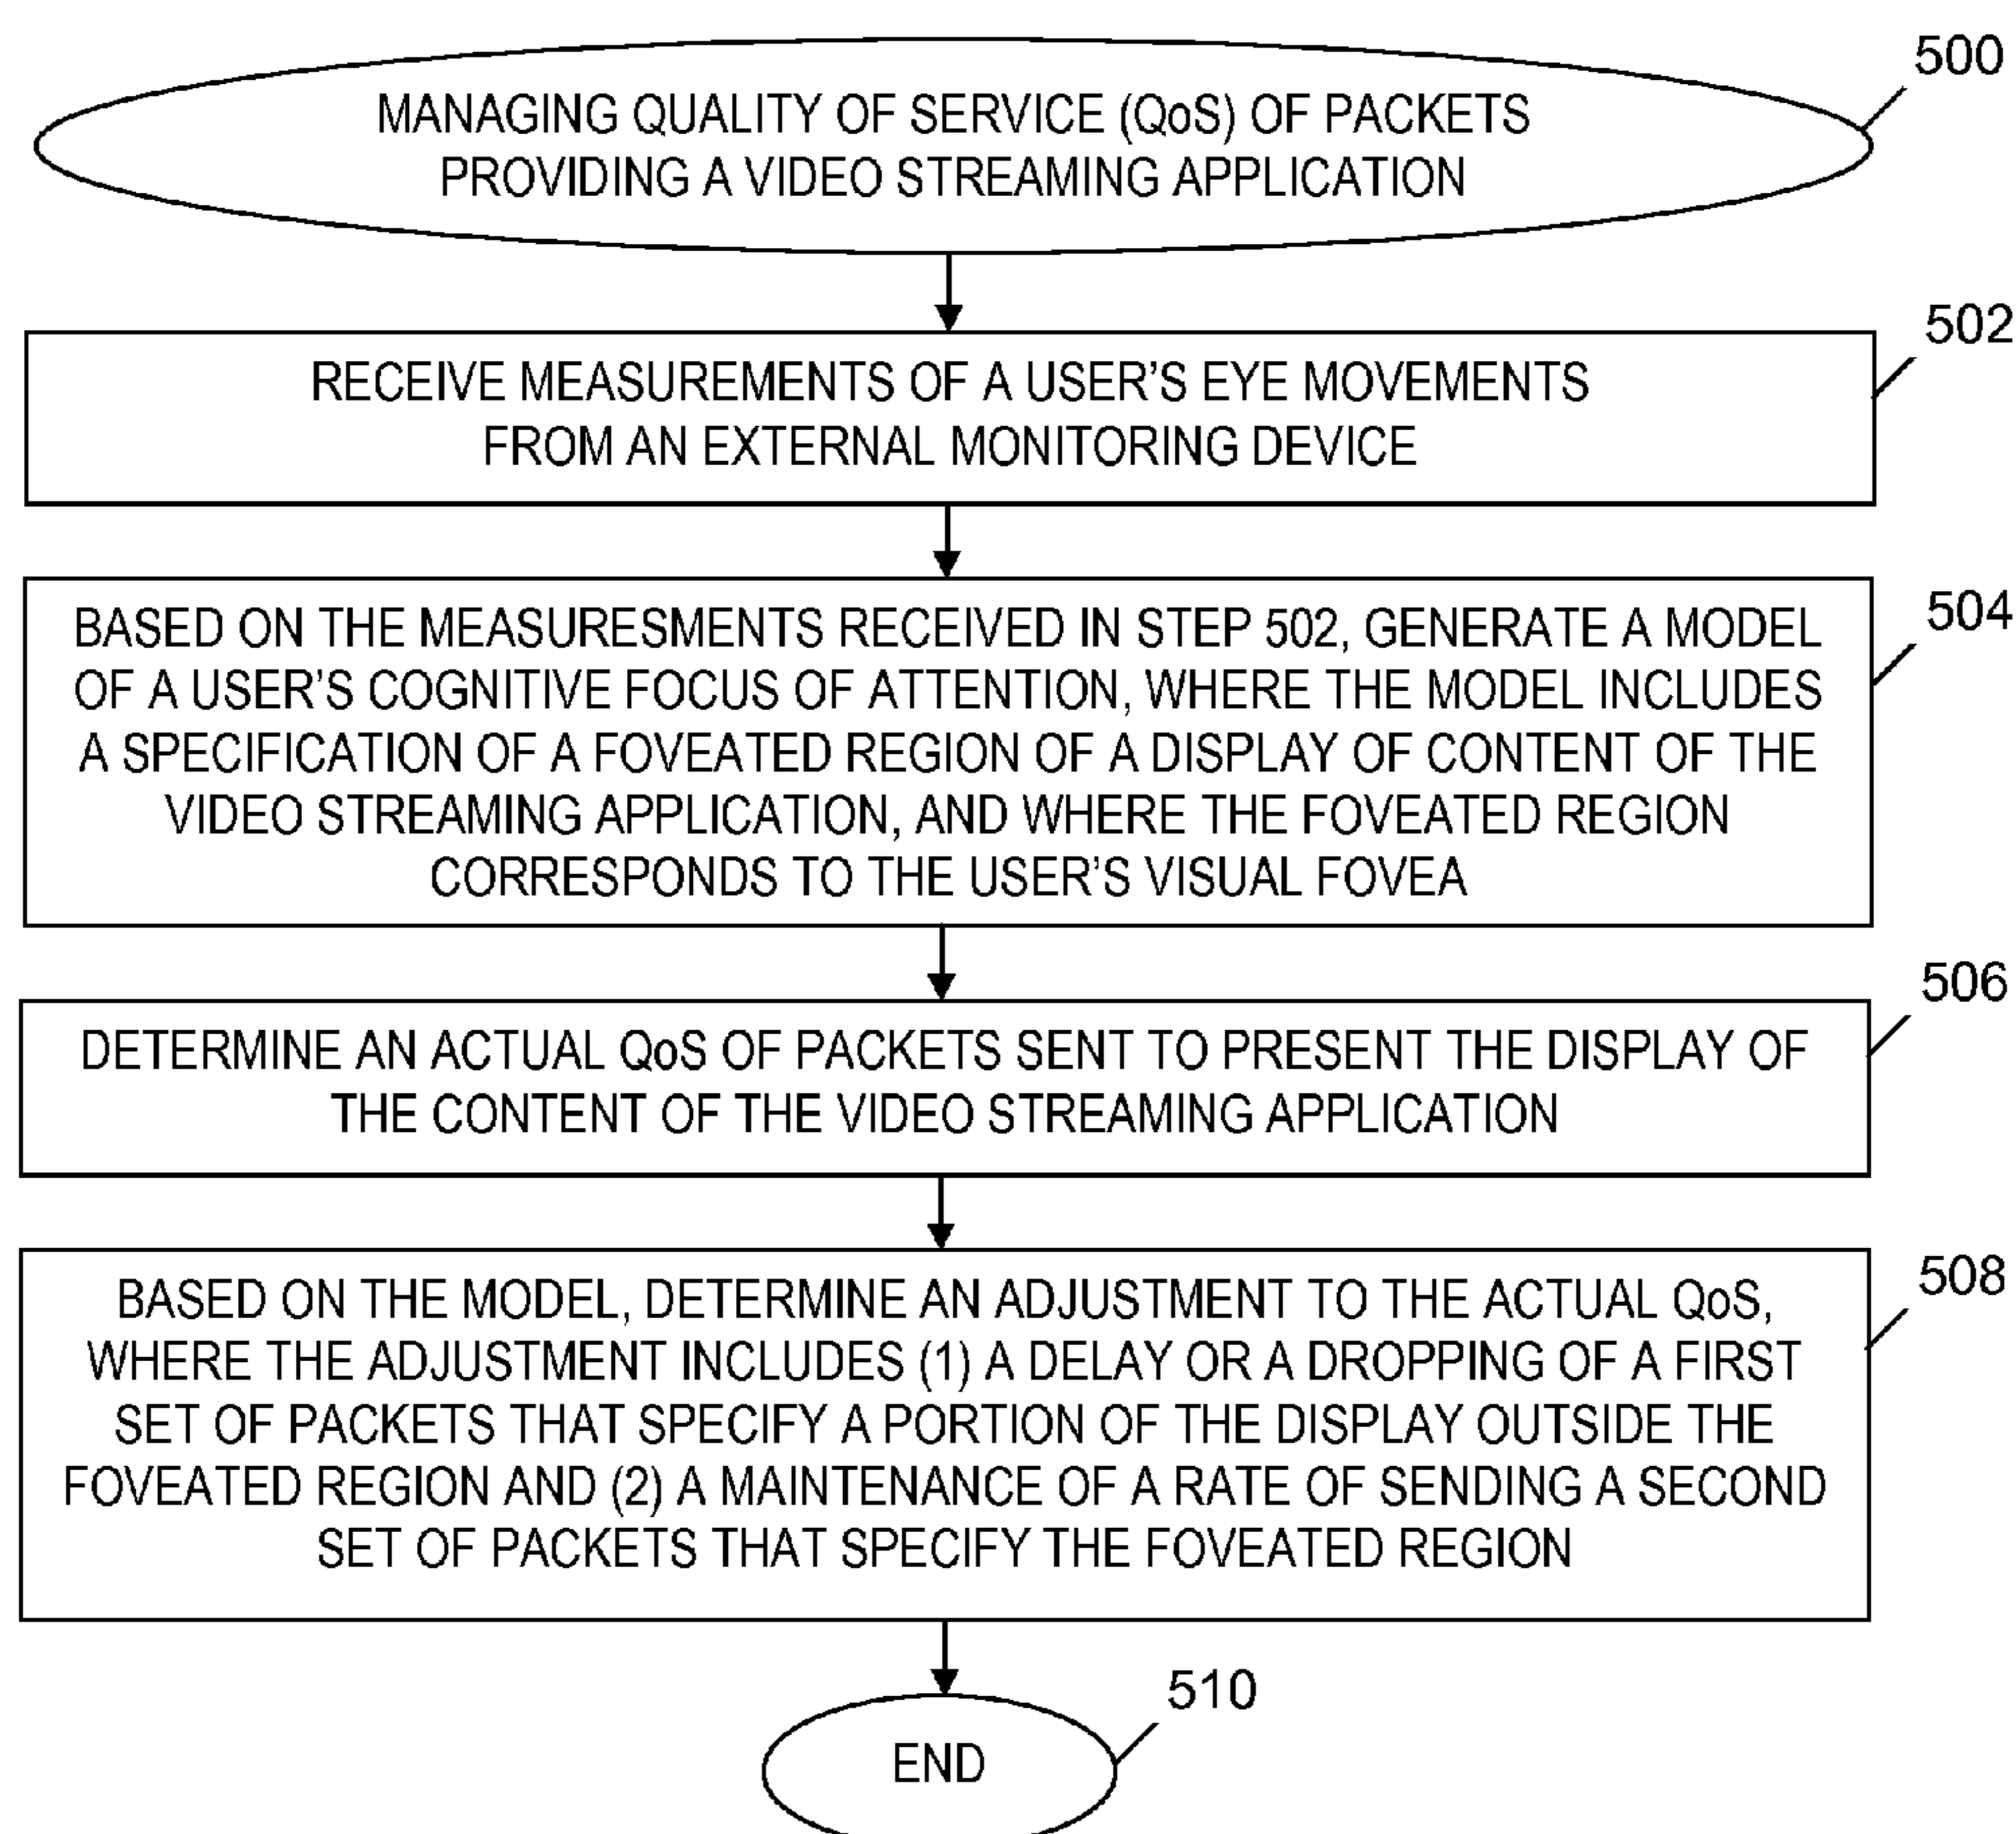 500
MANAGING QUALITY OF SERVICE (QoS) OF PACKETS
PROVIDING A VIDEO STREAMING APPLICATION
502
RECEIVE MEASUREMENTS OF A USER'S EYE MOVEMENTS
FROM AN EXTERNAL MONITORING DEVICE
504
BASED ON THE MEASURESMENTS RECEIVED IN STEP 502, GENERATE A MODEL
OF A USER'S COGNITIVE FOCUS OF ATTENTION, WHERE THE MODEL INCLUDES
A SPECIFICATION OF A FOVEATED REGION OF A DISPLAY OF CONTENT OF THE
VIDEO STREAMING APPLICATION, AND WHERE THE FOVEATED REGION
CORRESPONDS TO THE USER'S VISUAL FOVEA
506
DETERMINE AN ACTUAL QoS OF PACKETS SENT TO PRESENT THE DISPLAY OF
THE CONTENT OF THE VIDEO STREAMING APPLICATION
508
BASED ON THE MODEL, DETERMINE AN ADJUSTMENT TO THE ACTUAL QoS,
WHERE THE ADJUSTMENT INCLUDES (1) A DELAY OR A DROPPING OF A FIRST
SET OF PACKETS THAT SPECIFY A PORTION OF THE DISPLAY OUTSIDE THE
FOVEATED REGION AND (2) A MAINTENANCE OF A RATE OF SENDING A SECOND
SET OF PACKETS THAT SPECIFY THE FOVEATED REGION
510
END